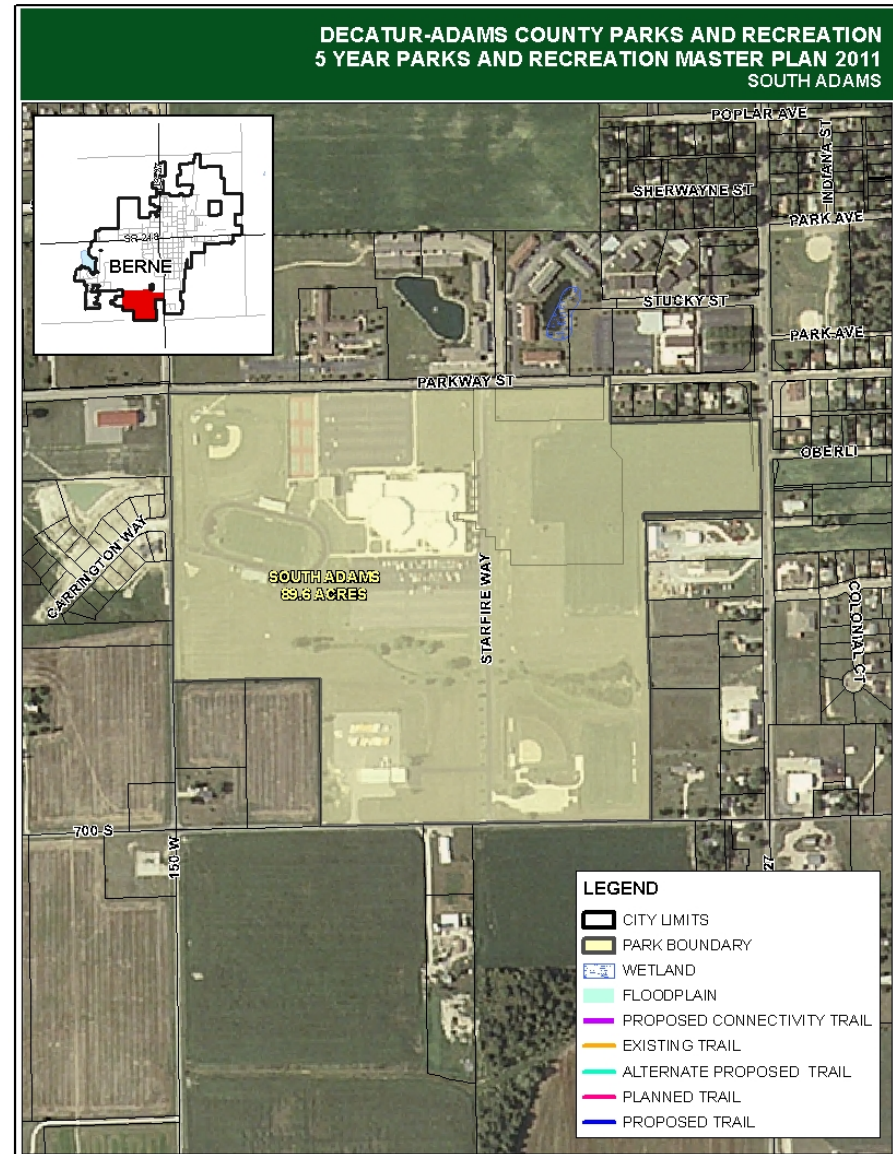 DECATUR-ADAMS COUNTY PARKS AND RECREATION
5 YEAR PARKS AND RECREATION MASTER PLAN 2011
SOUTH ADAMS
BERNE
POPLAR AVE
INDIANA ST
SHERWAYNE ST
PARK AVE
STUCKY ST
PARK AVE
PARKWAY ST
OBERLI
CARRINGTON WAY
SOUTH ADAMS
89.6 ACRES
STARFIRE WAY
COLONIAL CT
700 S
150 W
27
LEGEND
CITY LIMITS
PARK BOUNDARY
WETLAND
FLOODPLAIN
PROPOSED CONNECTIVITY TRAIL
EXISTING TRAIL
ALTERNATE PROPOSED TRAIL
PLANNED TRAIL
PROPOSED TRAIL